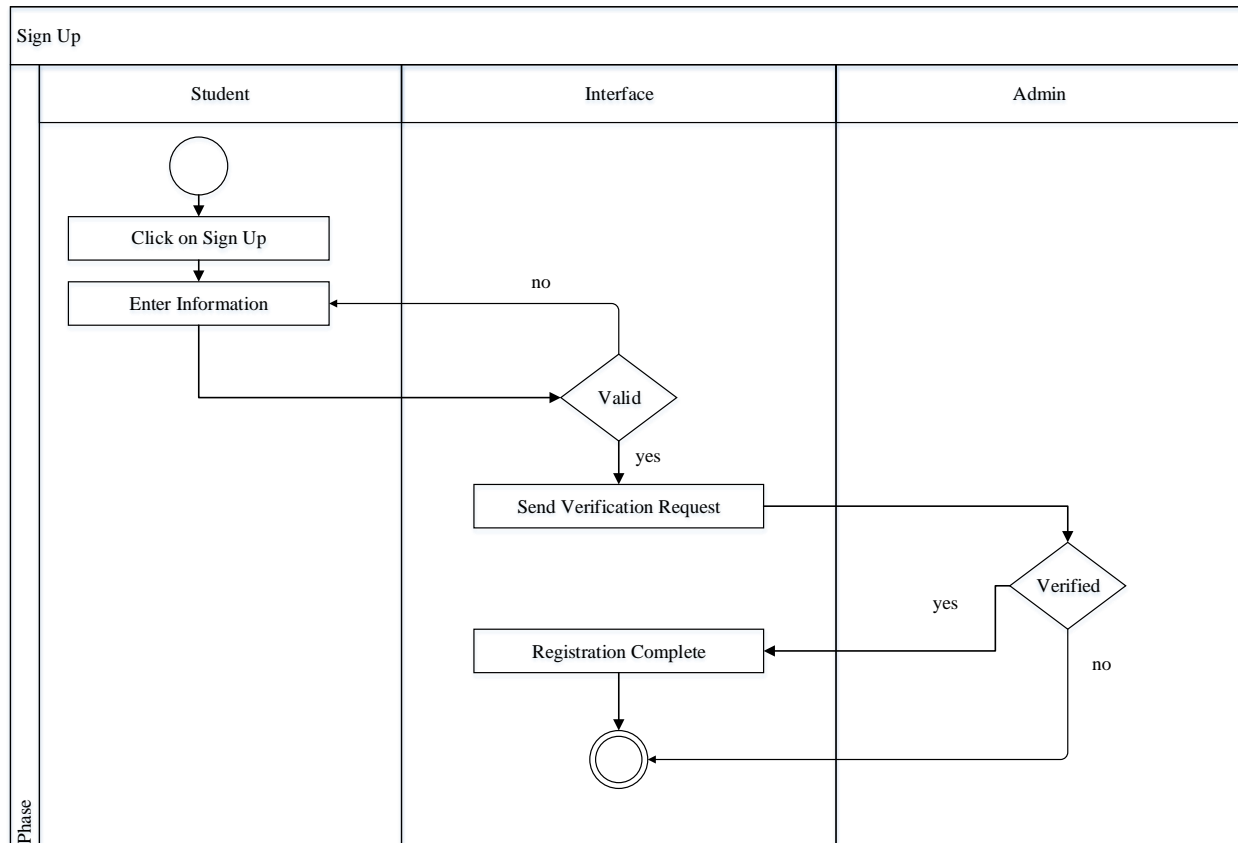 Sign Up
Student
Interface
Admin
Click on Sign Up
Enter Information
no
Valid
yes
Send Verification Request
Verified
yes
Registration Complete
no
Phase